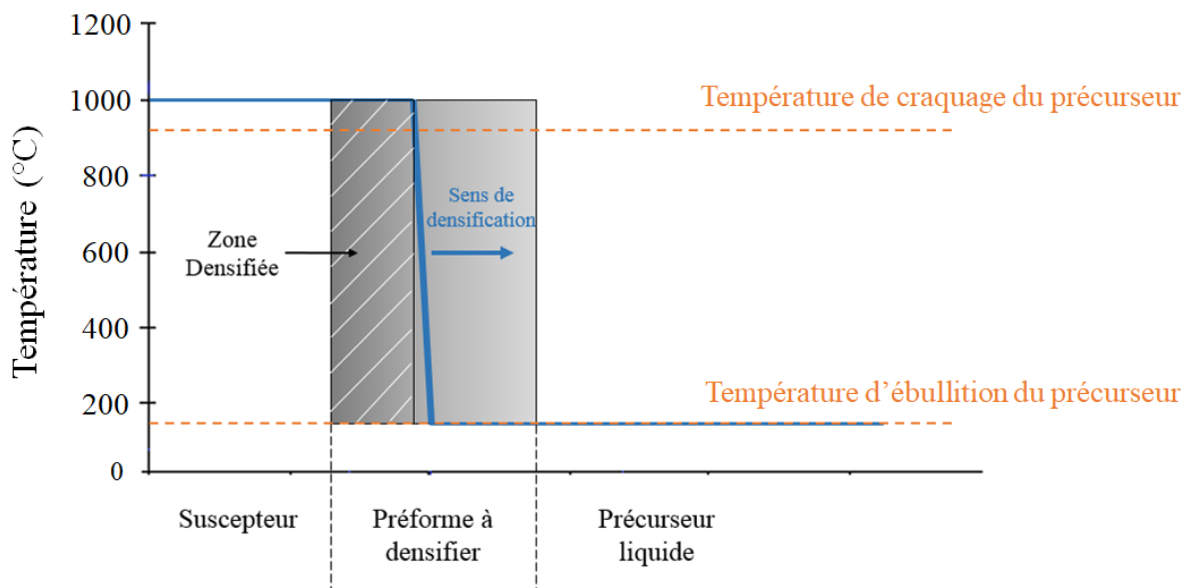 Température (°C)
1200
1000
800
600
400
200
0
Température de craquage du précurseur
Sens de
densification
Zone
Densifiée
Température d’ébullition du précurseur
Suscepteur
Préforme à
densifier
Précurseur
liquide